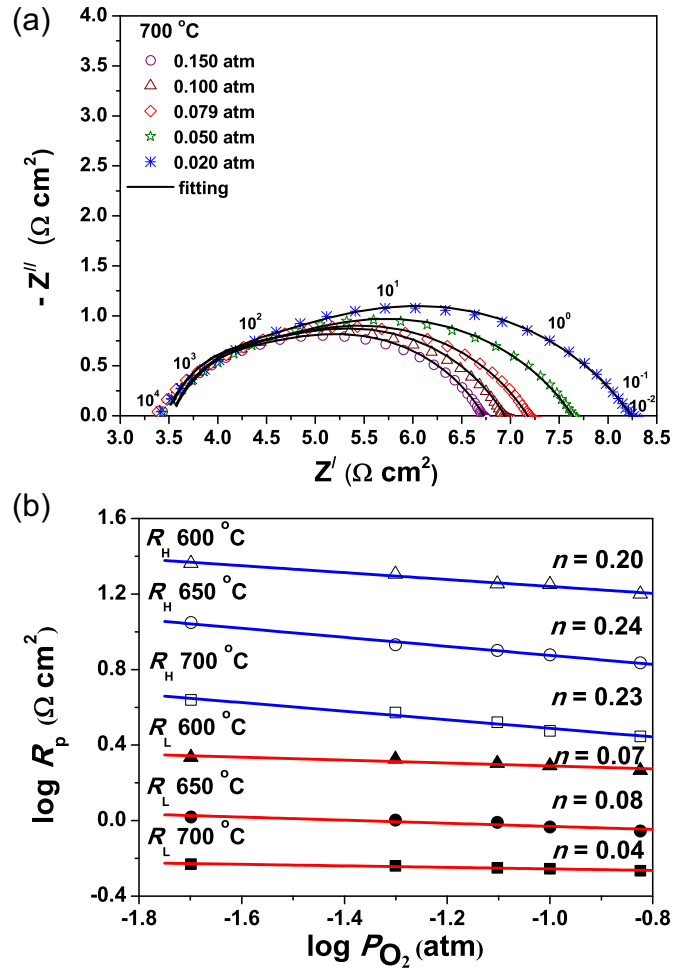 (a)
700 °C
0.150 atm
0.100 atm
0.079 atm
0.050 atm
0.020 atm
fitting
4.0
3.5
3.0
2.5
2.0
1.5
1.0
0.5
0.0
- Z// (Ω cm²)
10¹
10²
10⁰
10³
10⁴
10⁻¹
10⁻²
3.0 3.5 4.0 4.5 5.0 5.5 6.0 6.5 7.0 7.5 8.0 8.5
Z/ (Ω cm²)
(b)
1.6
1.2
0.8
0.4
0.0
-0.4
log Rp (Ω cm²)
RH 600 °C
n = 0.20
RH 650 °C
n = 0.24
RH 700 °C
n = 0.23
RL 600 °C
n = 0.07
RL 650 °C
n = 0.08
RL 700 °C
n = 0.04
-1.8 -1.6 -1.4 -1.2 -1.0 -0.8
log PO₂ (atm)